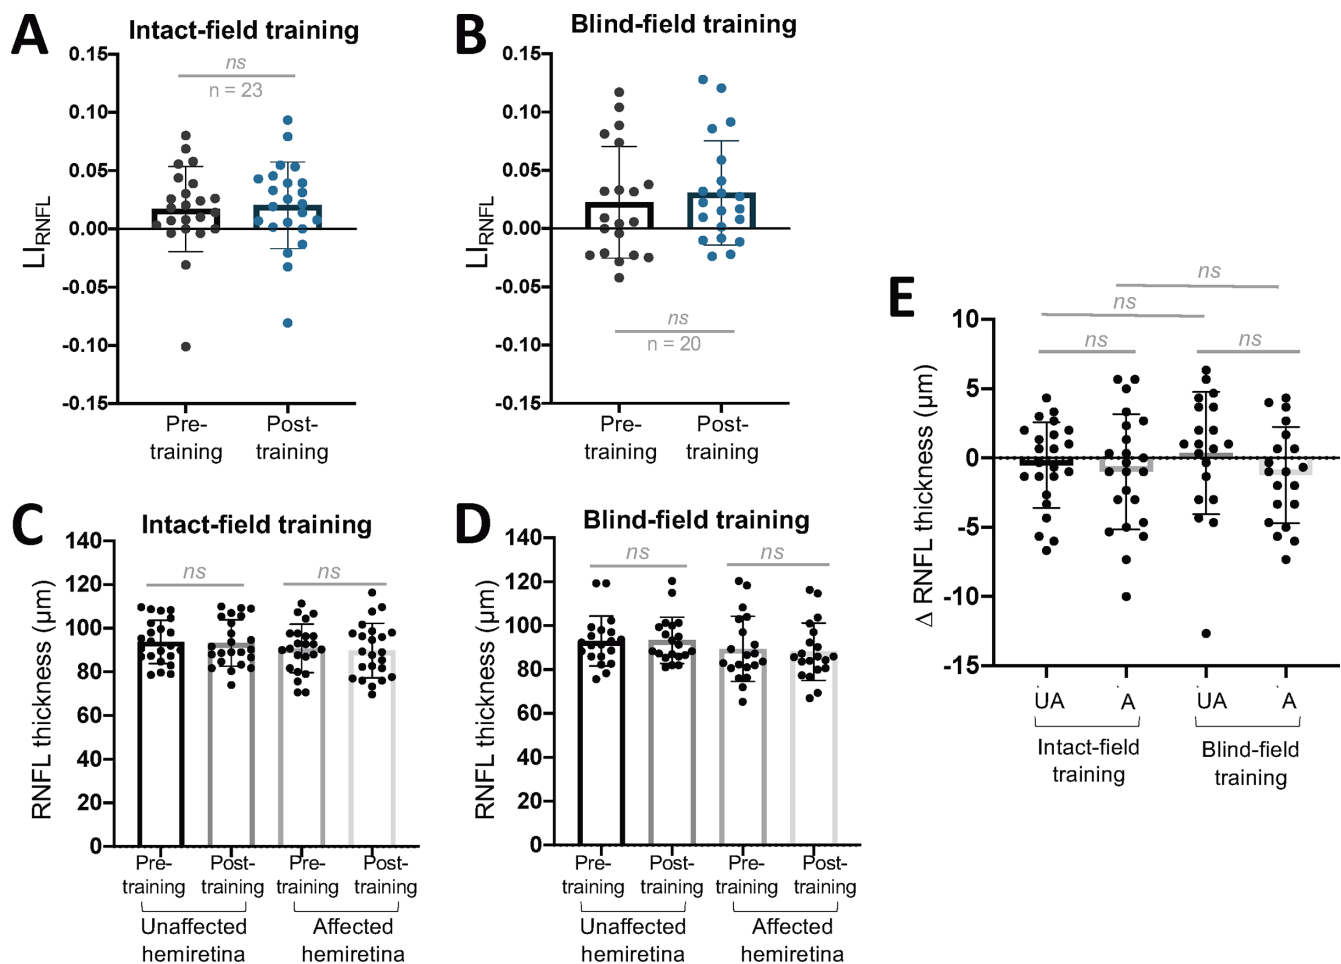 A
Intact-field training
0.15
0.10
0.05
0.00
-0.05
-0.10
-0.15
LI RNFL
ns
n = 23
Pre-
training
Post-
training
B
Blind-field training
0.15
0.10
0.05
0.00
-0.05
-0.10
-0.15
LI RNFL
ns
n = 20
Pre-
training
Post-
training
C
Intact-field training
140
120
100
80
60
40
20
0
RNFL thickness (μm)
ns
ns
Pre-
training
Post-
training
Pre-
training
Post-
training
Unaffected
hemiretina
Affected
hemiretina
D
Blind-field training
140
120
100
80
60
40
20
0
RNFL thickness (μm)
ns
ns
Pre-
training
Post-
training
Pre-
training
Post-
training
Unaffected
hemiretina
Affected
hemiretina
E
10
5
0
-5
-10
-15
Δ RNFL thickness (μm)
ns
ns
ns
ns
UA
A
UA
A
Intact-field
training
Blind-field
training